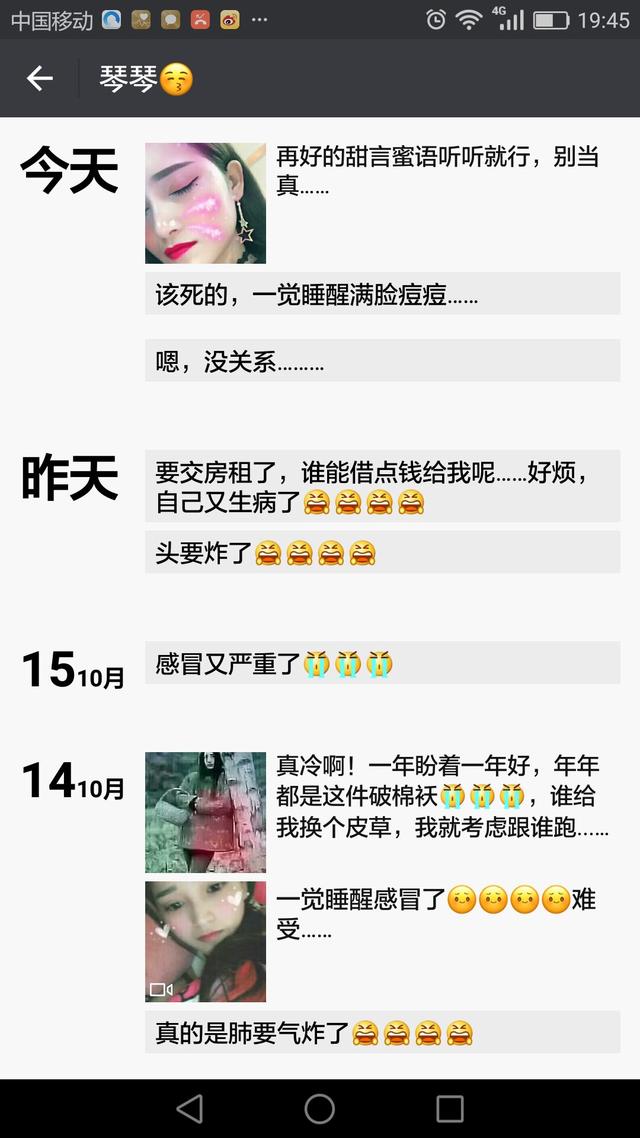 中国移动
4G
19:45
琴琴😚
今天
再好的甜言蜜语听听就行，别当
真……
该死的，一觉睡醒满脸痘痘……
嗯，没关系………
昨天
要交房租了，谁能借点钱给我呢……好烦，
自己又生病了😫😫😫😫
头要炸了😫😫😫😫
15 10月
感冒又严重了😭😭😭
14 10月
真冷啊！一年盼着一年好，年年
都是这件破棉袄😭😭😭，谁给
我换个皮草，我就考虑跟谁跑……
一觉睡醒感冒了😶😶😶😶难
受……
真的是肺要气炸了😫😫😫😫